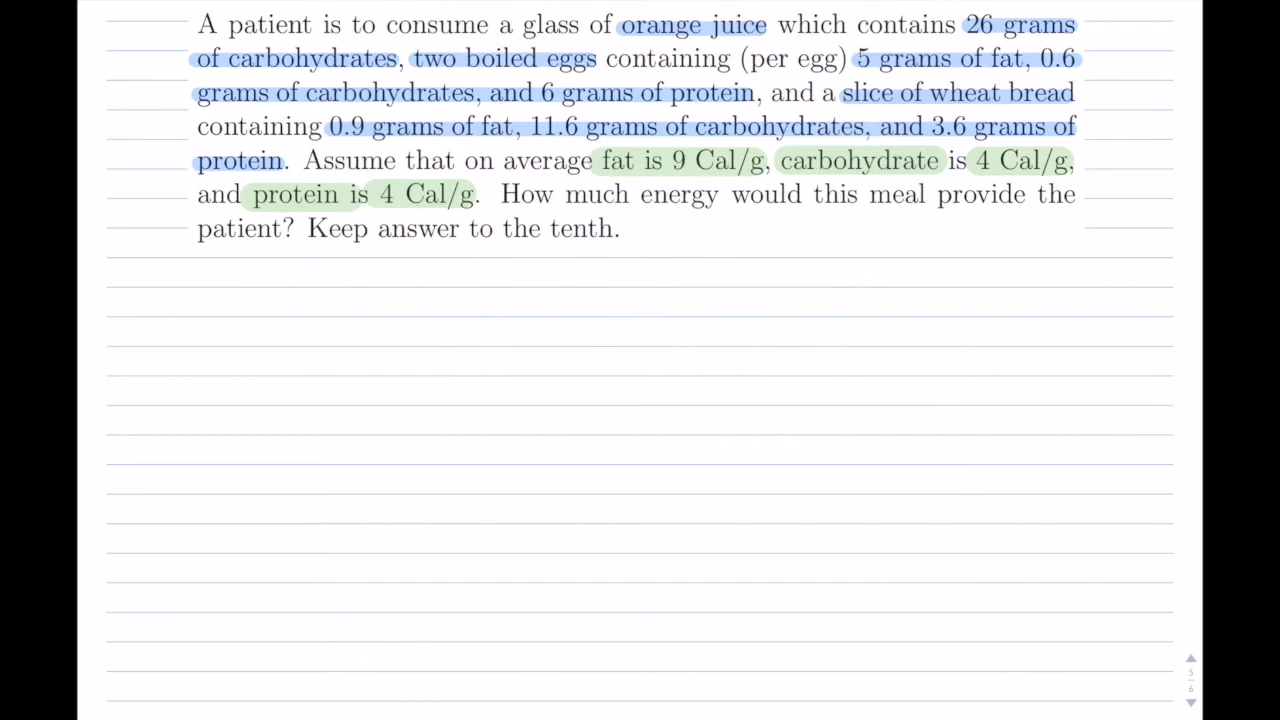 A patient is to consume a glass of orange juice which contains 26 grams
of carbohydrates, two boiled eggs containing (per egg) 5 grams of fat, 0.6
grams of carbohydrates, and 6 grams of protein, and a slice of wheat bread
containing 0.9 grams of fat, 11.6 grams of carbohydrates, and 3.6 grams of
protein. Assume that on average fat is 9 Cal/g, carbohydrate is 4 Cal/g,
and protein is 4 Cal/g. How much energy would this meal provide the
patient? Keep answer to the tenth.
5
6